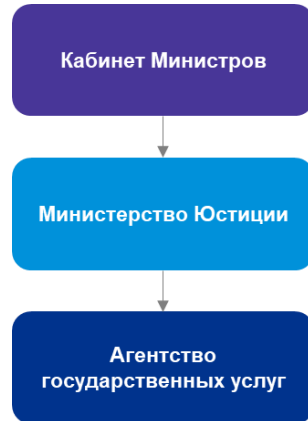 Кабинет Министров
Министерство Юстиции
Агентство
государственных услуг